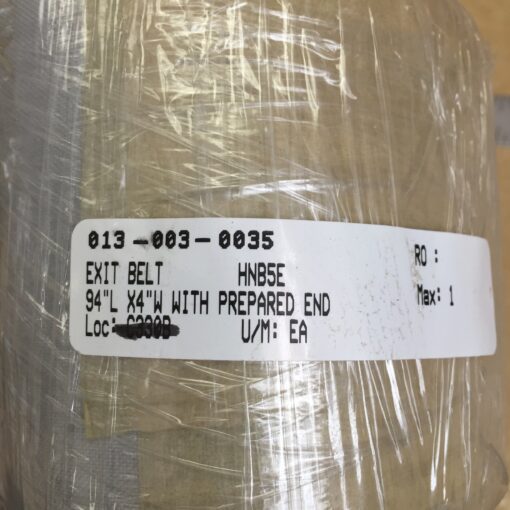 013-003-0035
RO :
EXIT BELT HNB5E
94"L X4"W WITH PREPARED END
Max: 1
Loc:
U/M: EA